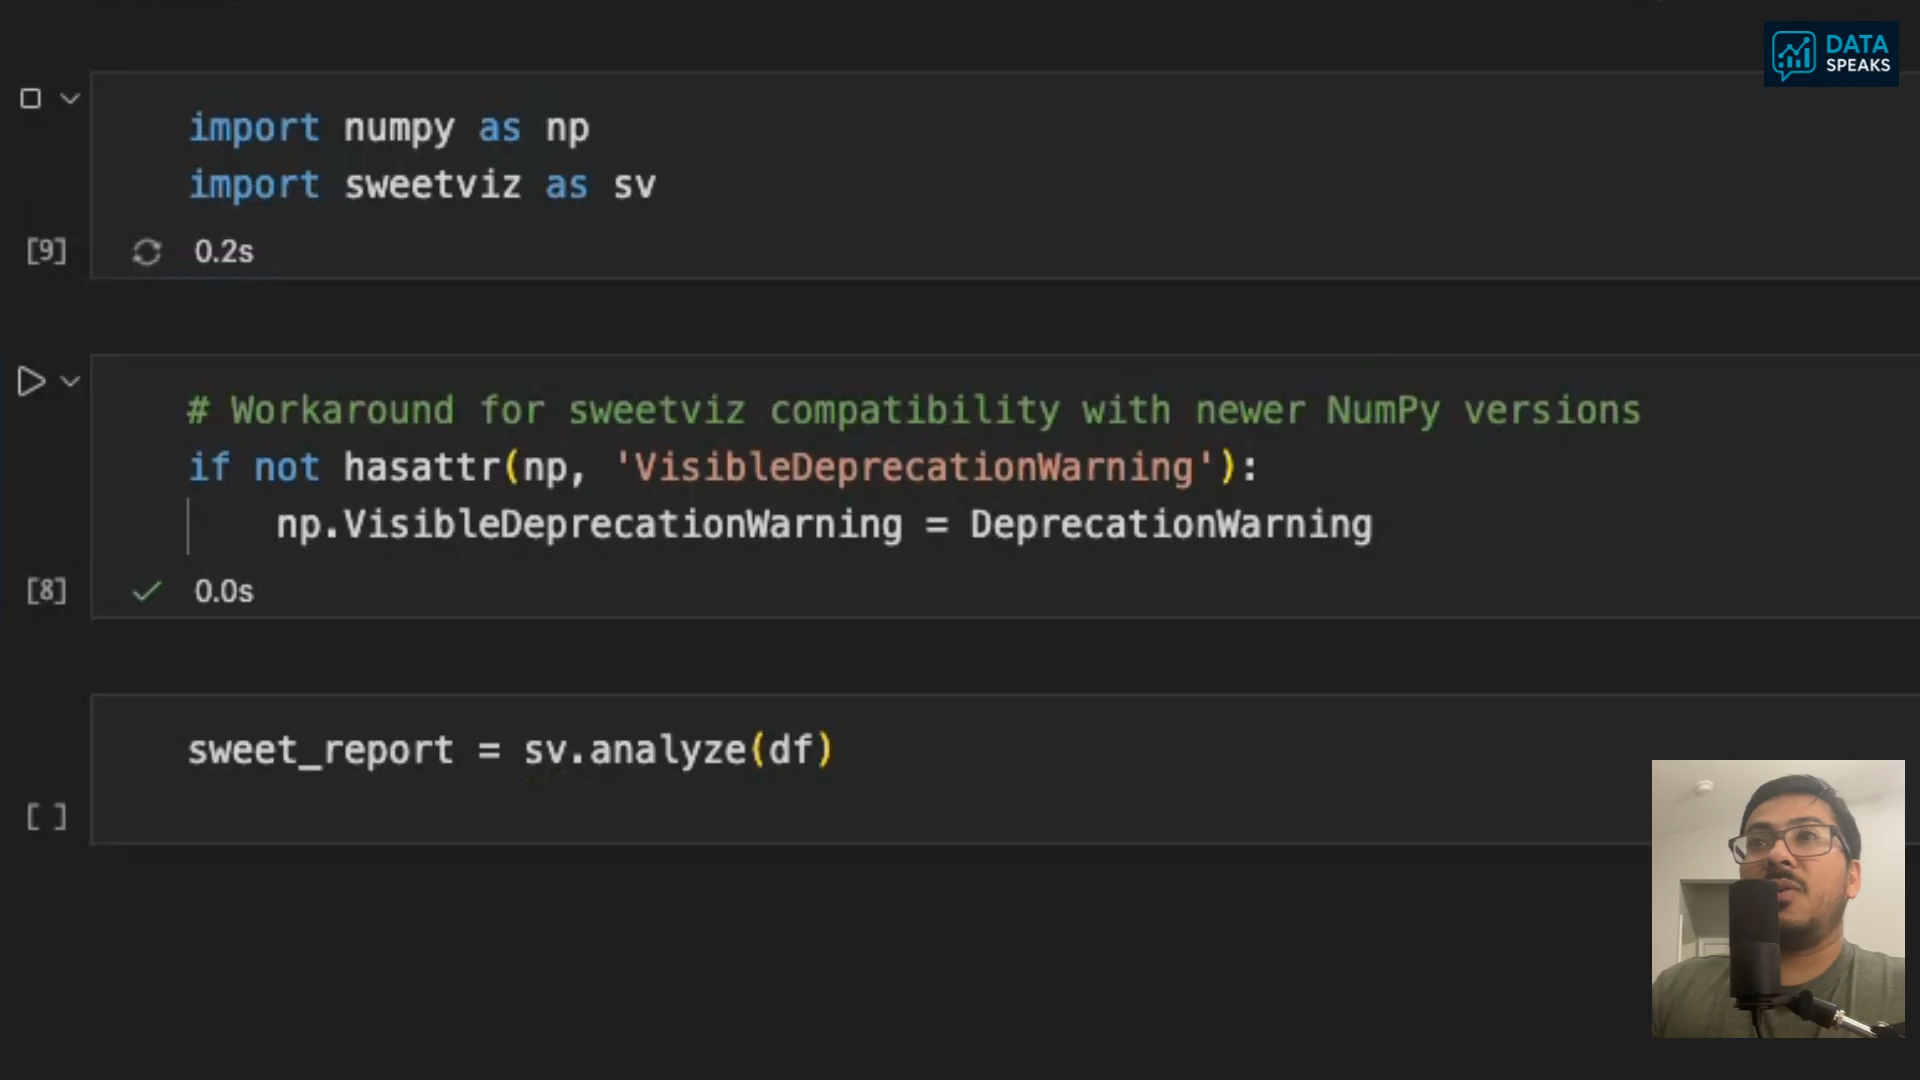 DATA
SPEAKS
import numpy as np
import sweetviz as sv
[9] 0.2s
# Workaround for sweetviz compatibility with newer NumPy versions
if not hasattr(np, 'VisibleDeprecationWarning'):
np.VisibleDeprecationWarning = DeprecationWarning
[8] 0.0s
sweet_report = sv.analyze(df)
[ ]